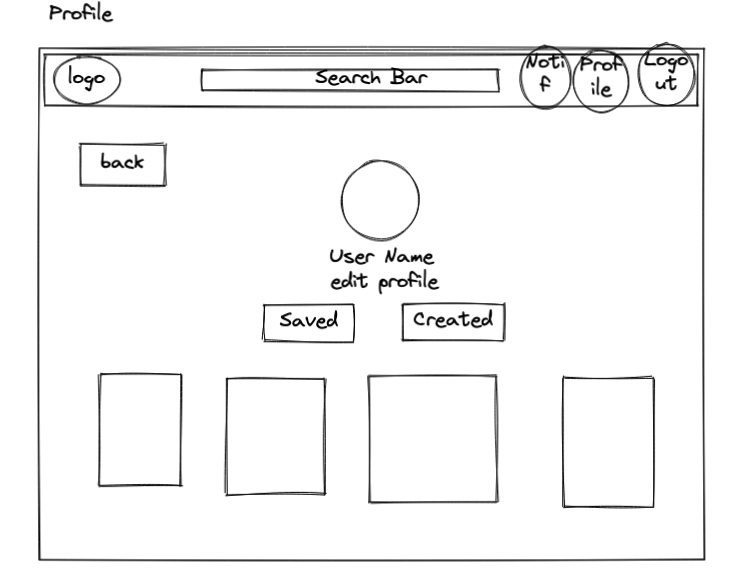 Profile
logo
Search Bar
Noti
f
Prof
ile
Logo
ut
back
User Name
edit profile
Saved
Created